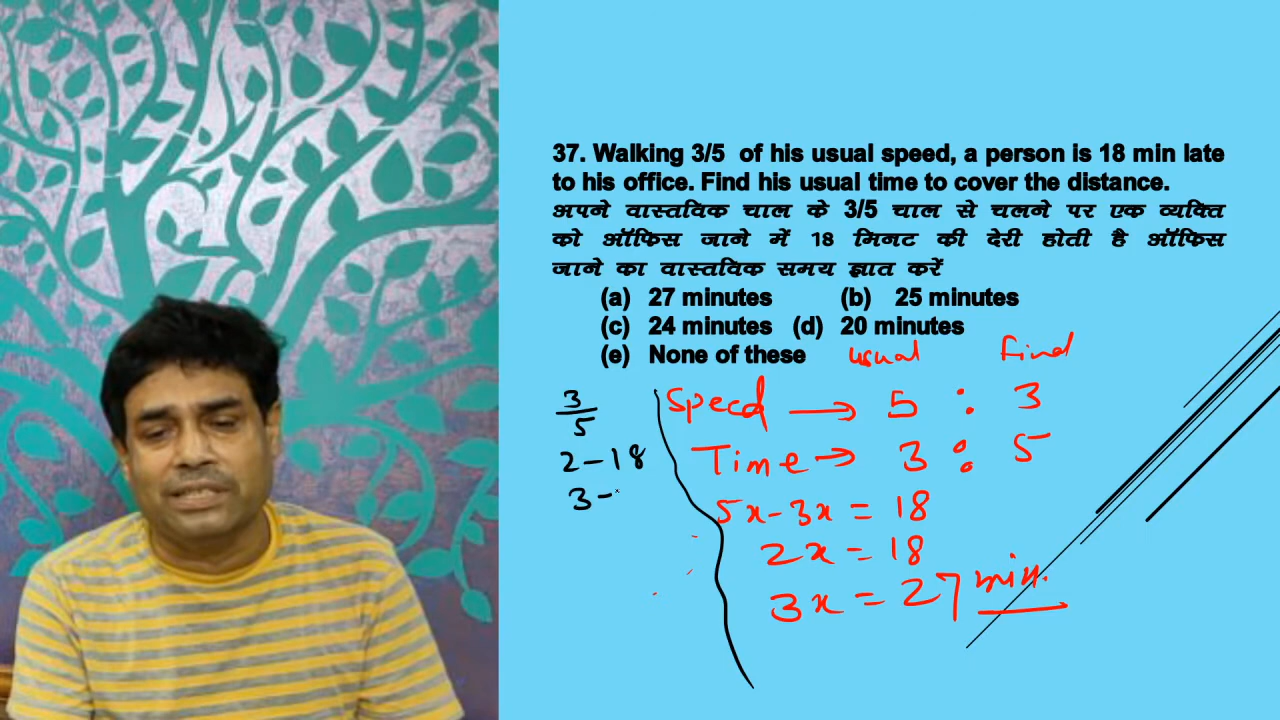 37. Walking 3/5 of his usual speed, a person is 18 min late
to his office. Find his usual time to cover the distance.
अपने वास्तविक चाल के 3/5 चाल से चलने पर एक व्यक्ति
को ऑफिस जाने में 18 मिनट की देरी होती है ऑफिस
जाने का वास्तविक समय ज्ञात करें
(a) 27 minutes (b) 25 minutes
(c) 24 minutes (d) 20 minutes
(e) None of these
usual Final
Speed → 5 : 3
Time → 3 : 5
5x-3x = 18
2x = 18
3x = 27 min.
3/5
2-18
3-